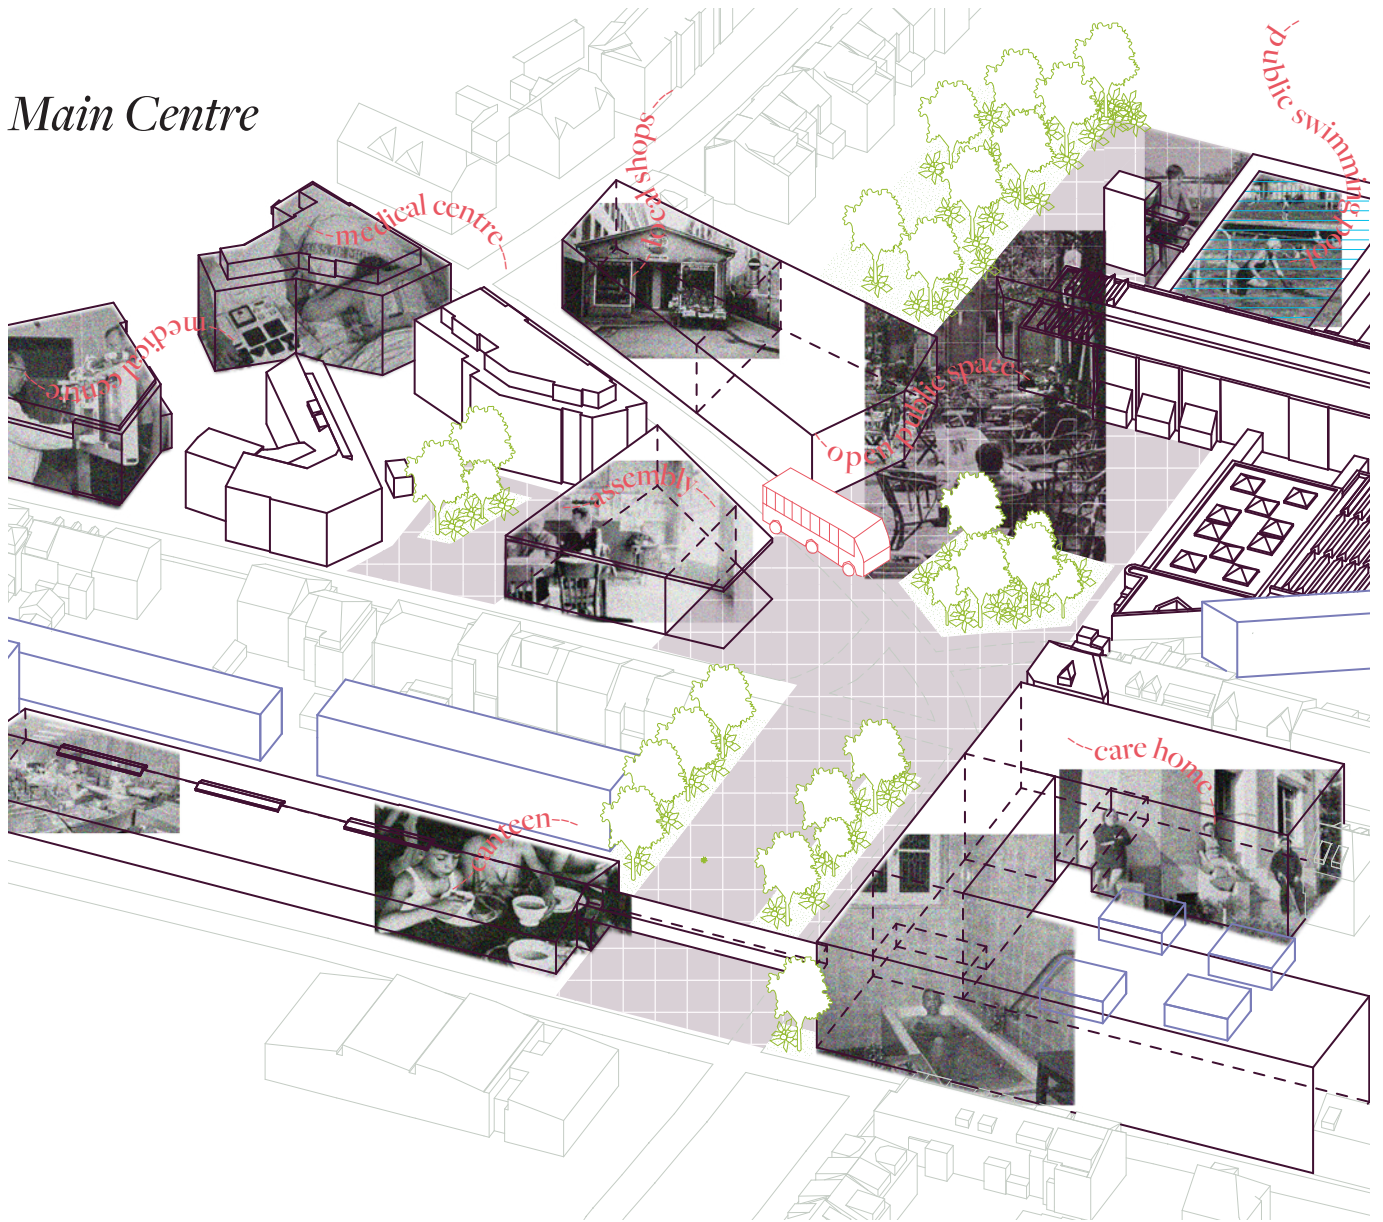 Main Centre
local shops
public swimming pool
medical centre
medical centre
open public space
assembly
care home
canteen